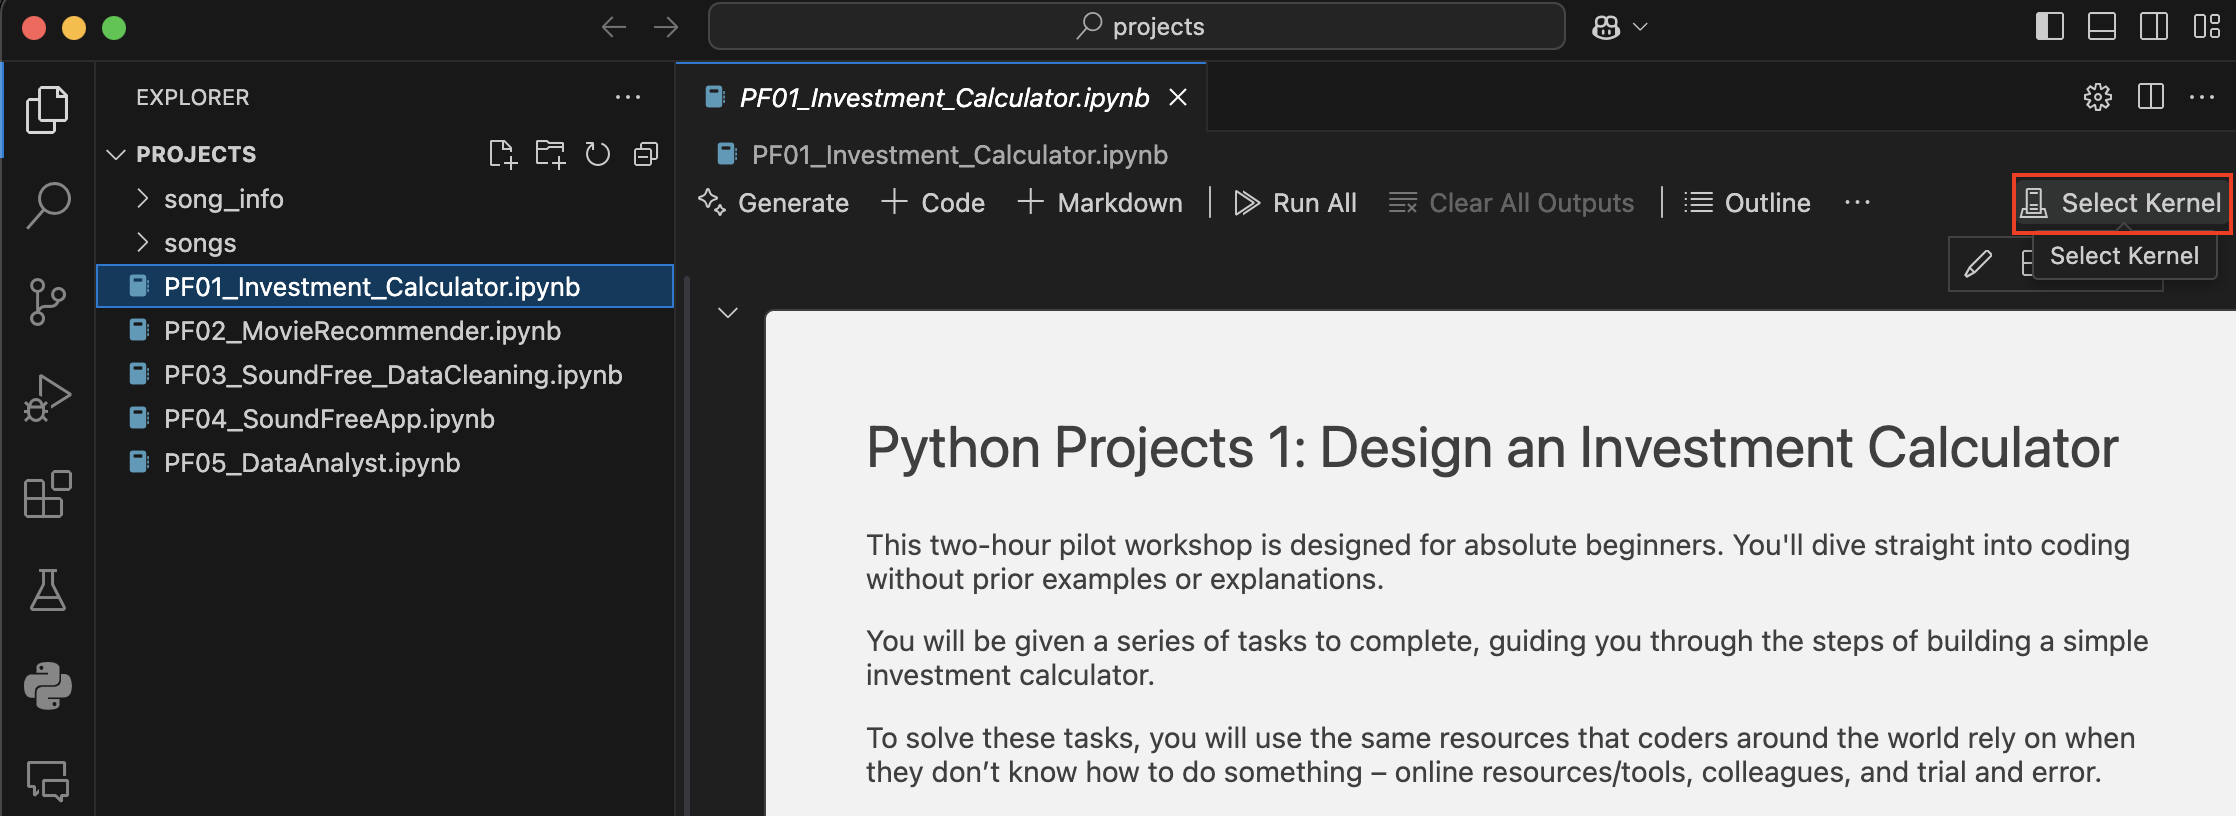 projects
EXPLORER
PROJECTS
song_info
songs
PF01_Investment_Calculator.ipynb
PF02_MovieRecommender.ipynb
PF03_SoundFree_DataCleaning.ipynb
PF04_SoundFreeApp.ipynb
PF05_DataAnalyst.ipynb
PF01_Investment_Calculator.ipynb
PF01_Investment_Calculator.ipynb
Generate + Code + Markdown Run All Clear All Outputs Outline ... Select Kernel
Select Kernel
Python Projects 1: Design an Investment Calculator
This two-hour pilot workshop is designed for absolute beginners. You'll dive straight into coding
without prior examples or explanations.
You will be given a series of tasks to complete, guiding you through the steps of building a simple
investment calculator.
To solve these tasks, you will use the same resources that coders around the world rely on when
they don’t know how to do something – online resources/tools, colleagues, and trial and error.